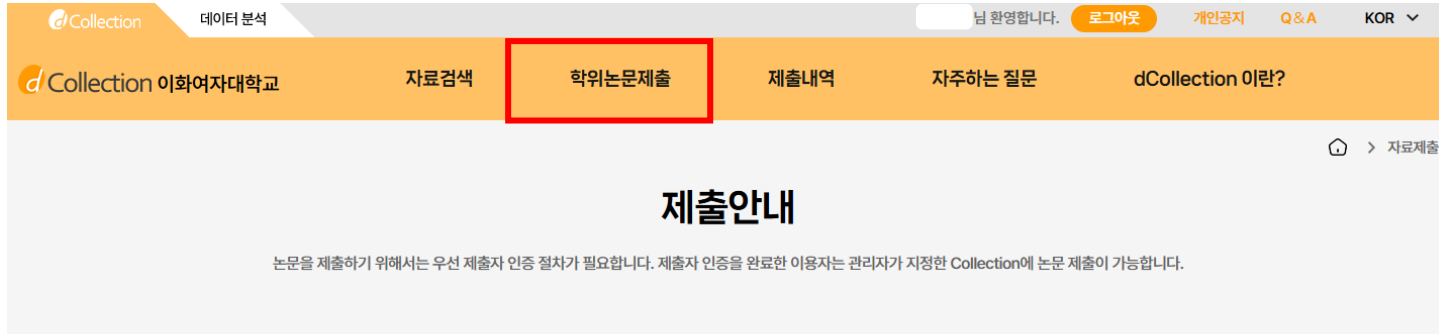 dCollection 데이터 분석 님 환영합니다. 로그아웃 개인공지 Q&A KOR
dCollection 이화여자대학교 자료검색 학위논문제출 제출내역 자주하는 질문 dCollection 이란?
> 자료제출
제출안내
논문을 제출하기 위해서는 우선 제출자 인증 절차가 필요합니다. 제출자 인증을 완료한 이용자는 관리자가 지정한 Collection에 논문 제출이 가능합니다.